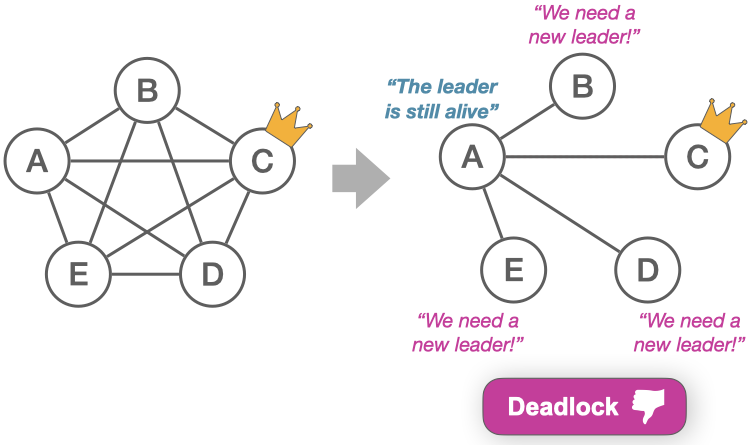 “We need a
new leader!”
“The leader
is still alive”
B
A
C
E
D
B
A
C
E
D
“We need a
new leader!”
“We need a
new leader!”
Deadlock